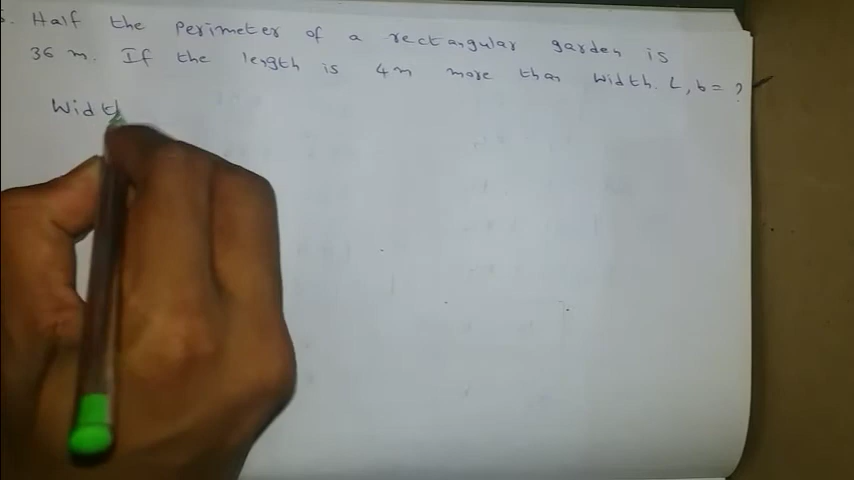 . Half the perimeter of a rectangular garden is
36 m. If the length is 4m more than width. L, b = ?
Width